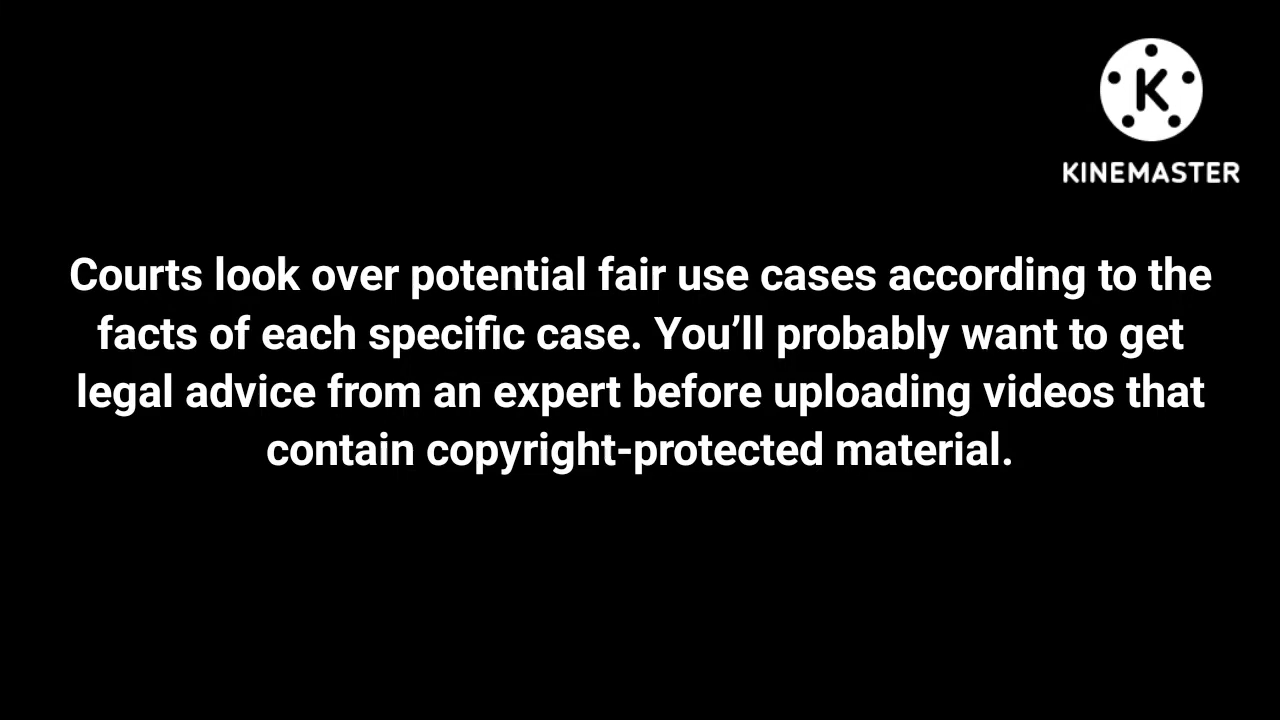 K
KINEMASTER
Courts look over potential fair use cases according to the
facts of each specific case. You’ll probably want to get
legal advice from an expert before uploading videos that
contain copyright-protected material.